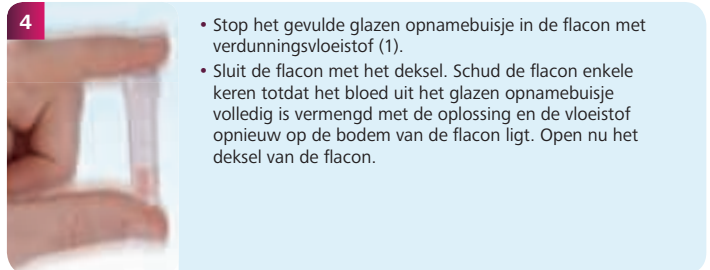 4
• Stop het gevulde glazen opnamebuisje in de flacon met
verdunningsvloeistof (1).
• Sluit de flacon met het deksel. Schud de flacon enkele
keren totdat het bloed uit het glazen opnamebuisje
volledig is vermengd met de oplossing en de vloeistof
opnieuw op de bodem van de flacon ligt. Open nu het
deksel van de flacon.